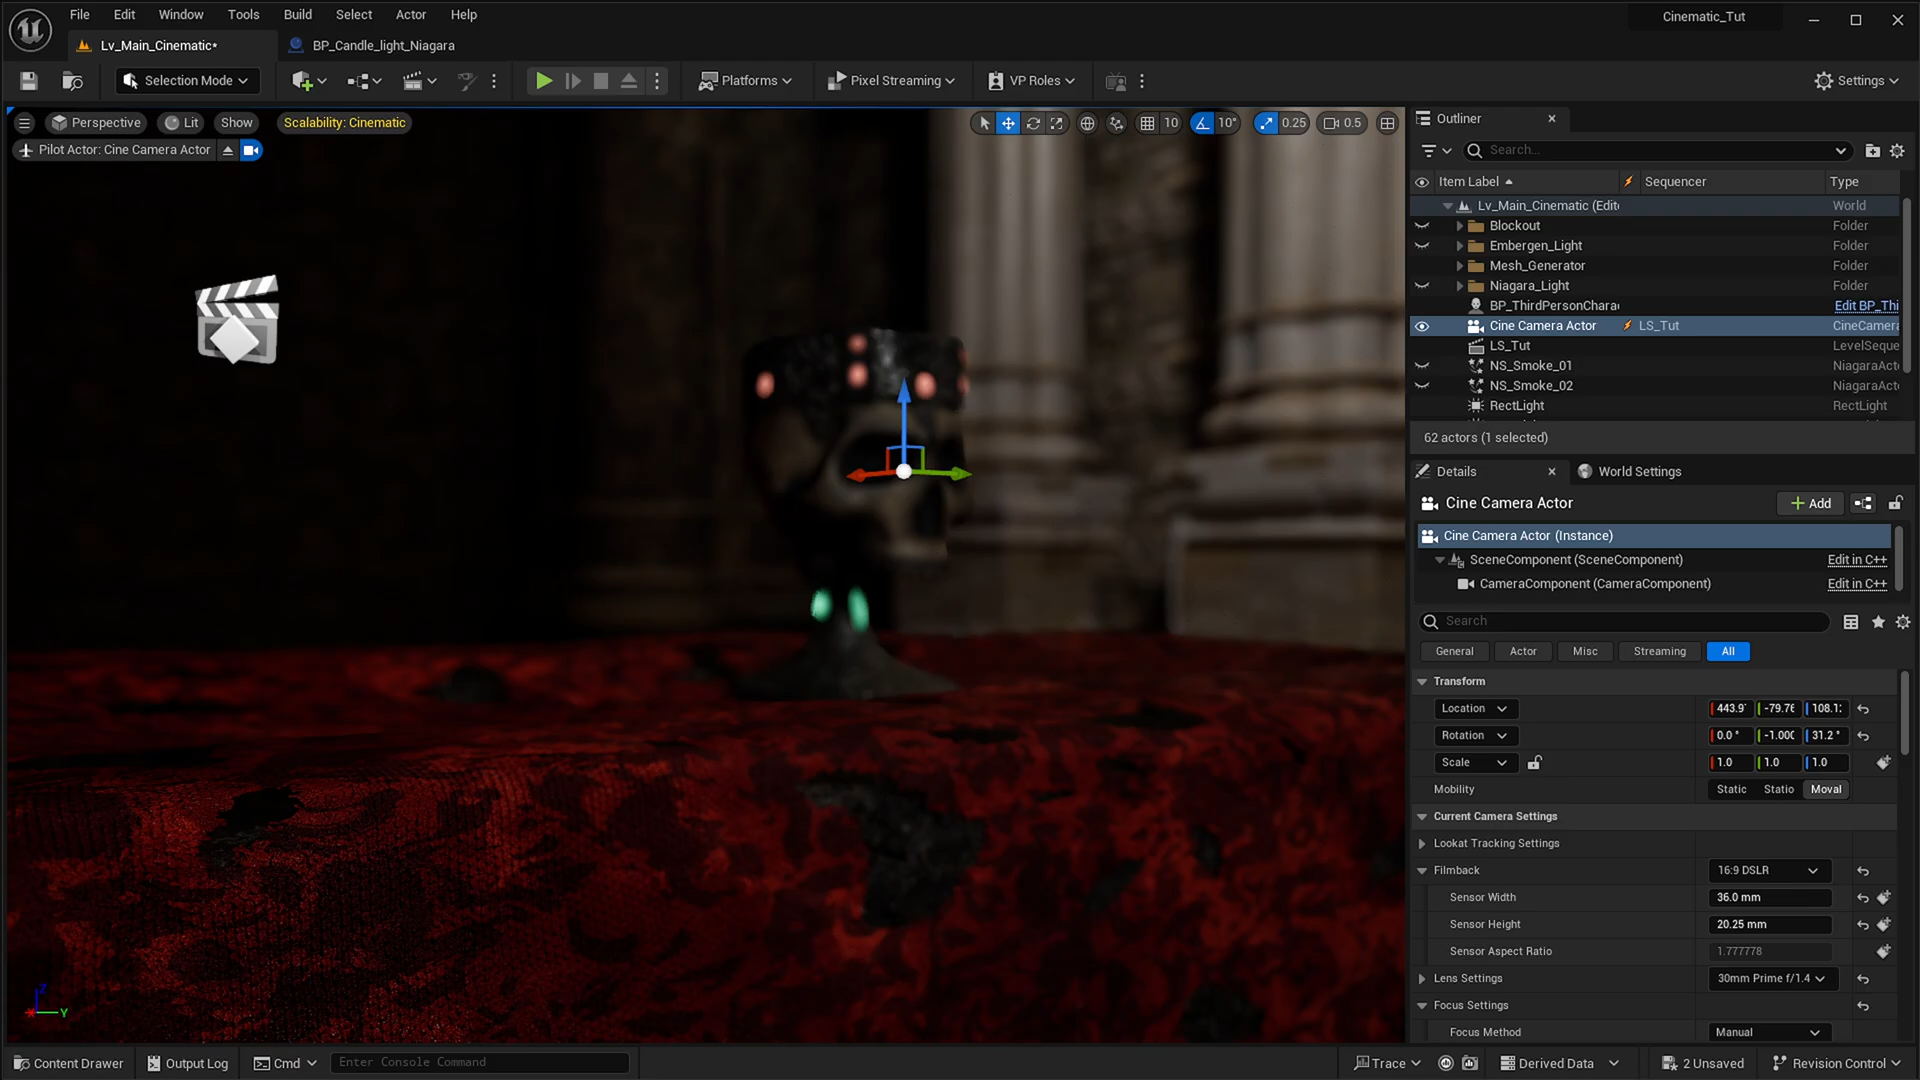 File Edit Window Tools Build Select Actor Help
Cinematic_Tut
Lv_Main_Cinematic*
BP_Candle_light_Niagara
Selection Mode
Platforms
Pixel Streaming
VP Roles
Settings
Perspective
Lit
Show
Scalability: Cinematic
10
10°
0.25
0.5
Pilot Actor: Cine Camera Actor
Outliner
Search...
Item Label
Sequencer
Type
Lv_Main_Cinematic (Edit
World
Blockout
Folder
Embergen_Light
Folder
Mesh_Generator
Folder
Niagara_Light
Folder
BP_ThirdPersonChara
Edit BP_Thi
Cine Camera Actor
LS_Tut
CineCamera
LS_Tut
LevelSeque
NS_Smoke_01
NiagaraAct
NS_Smoke_02
NiagaraAct
RectLight
RectLight
62 actors (1 selected)
Details
World Settings
Cine Camera Actor
Add
Cine Camera Actor (Instance)
SceneComponent (SceneComponent)
Edit in C++
CameraComponent (CameraComponent)
Edit in C++
Search
General
Actor
Misc
Streaming
All
Transform
Location
443.9
-79.76
108.1
Rotation
0.0 °
-1.00
31.2 °
Scale
1.0
1.0
1.0
Mobility
Static
Statio
Moval
Current Camera Settings
Lookat Tracking Settings
Filmback
16:9 DSLR
Sensor Width
36.0 mm
Sensor Height
20.25 mm
Sensor Aspect Ratio
1.777778
Lens Settings
30mm Prime f/1.4
Focus Settings
Focus Method
Manual
Z
Y
Content Drawer
Output Log
Cmd
Enter Console Command
Trace
Derived Data
2 Unsaved
Revision Control